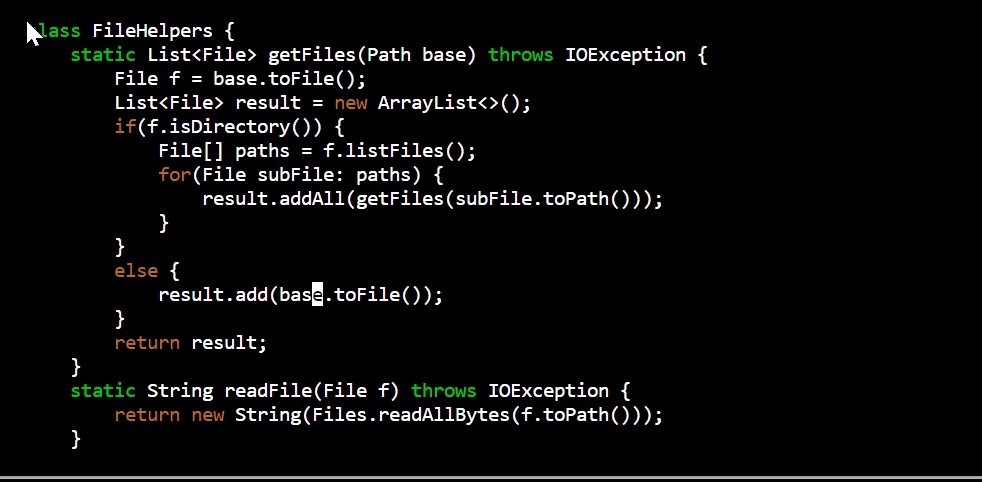 class FileHelpers {
    static List<File> getFiles(Path base) throws IOException {
        File f = base.toFile();
        List<File> result = new ArrayList<>();
        if(f.isDirectory()) {
            File[] paths = f.listFiles();
            for(File subFile: paths) {
                result.addAll(getFiles(subFile.toPath()));
            }
        }
        else {
            result.add(base.toFile());
        }
        return result;
    }
    static String readFile(File f) throws IOException {
        return new String(Files.readAllBytes(f.toPath()));
    }